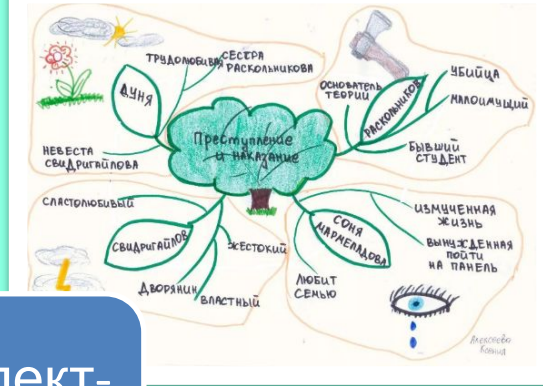 ТРУДОЛЮБИВАЯ
СЕСТРА
РАСКОЛЬНИКОВА
ДУНЯ
НЕВЕСТА
СВИДРИГАЙЛОВА
Преступление
и наказание
ОСНОВАТЕЛЬ
ТЕОРИИ
РАСКОЛЬНИКОВ
УБИЙЦА
МАЛОИМУЩИЙ
БЫВШИЙ
СТУДЕНТ
СЛАСТОЛЮБИВЫЙ
СВИДРИГАЙЛОВ
ЖЕСТОКИЙ
ДВОРЯНИН
ВЛАСТНЫЙ
СОНЯ
МАРМЕЛАДОВА
ЛЮБИТ
СЕМЬЮ
ИЗМУЧЕННАЯ
ЖИЗНЬ
ВЫНУЖДЕННАЯ
ПОЙТИ
НА ПАНЕЛЬ
Ксения